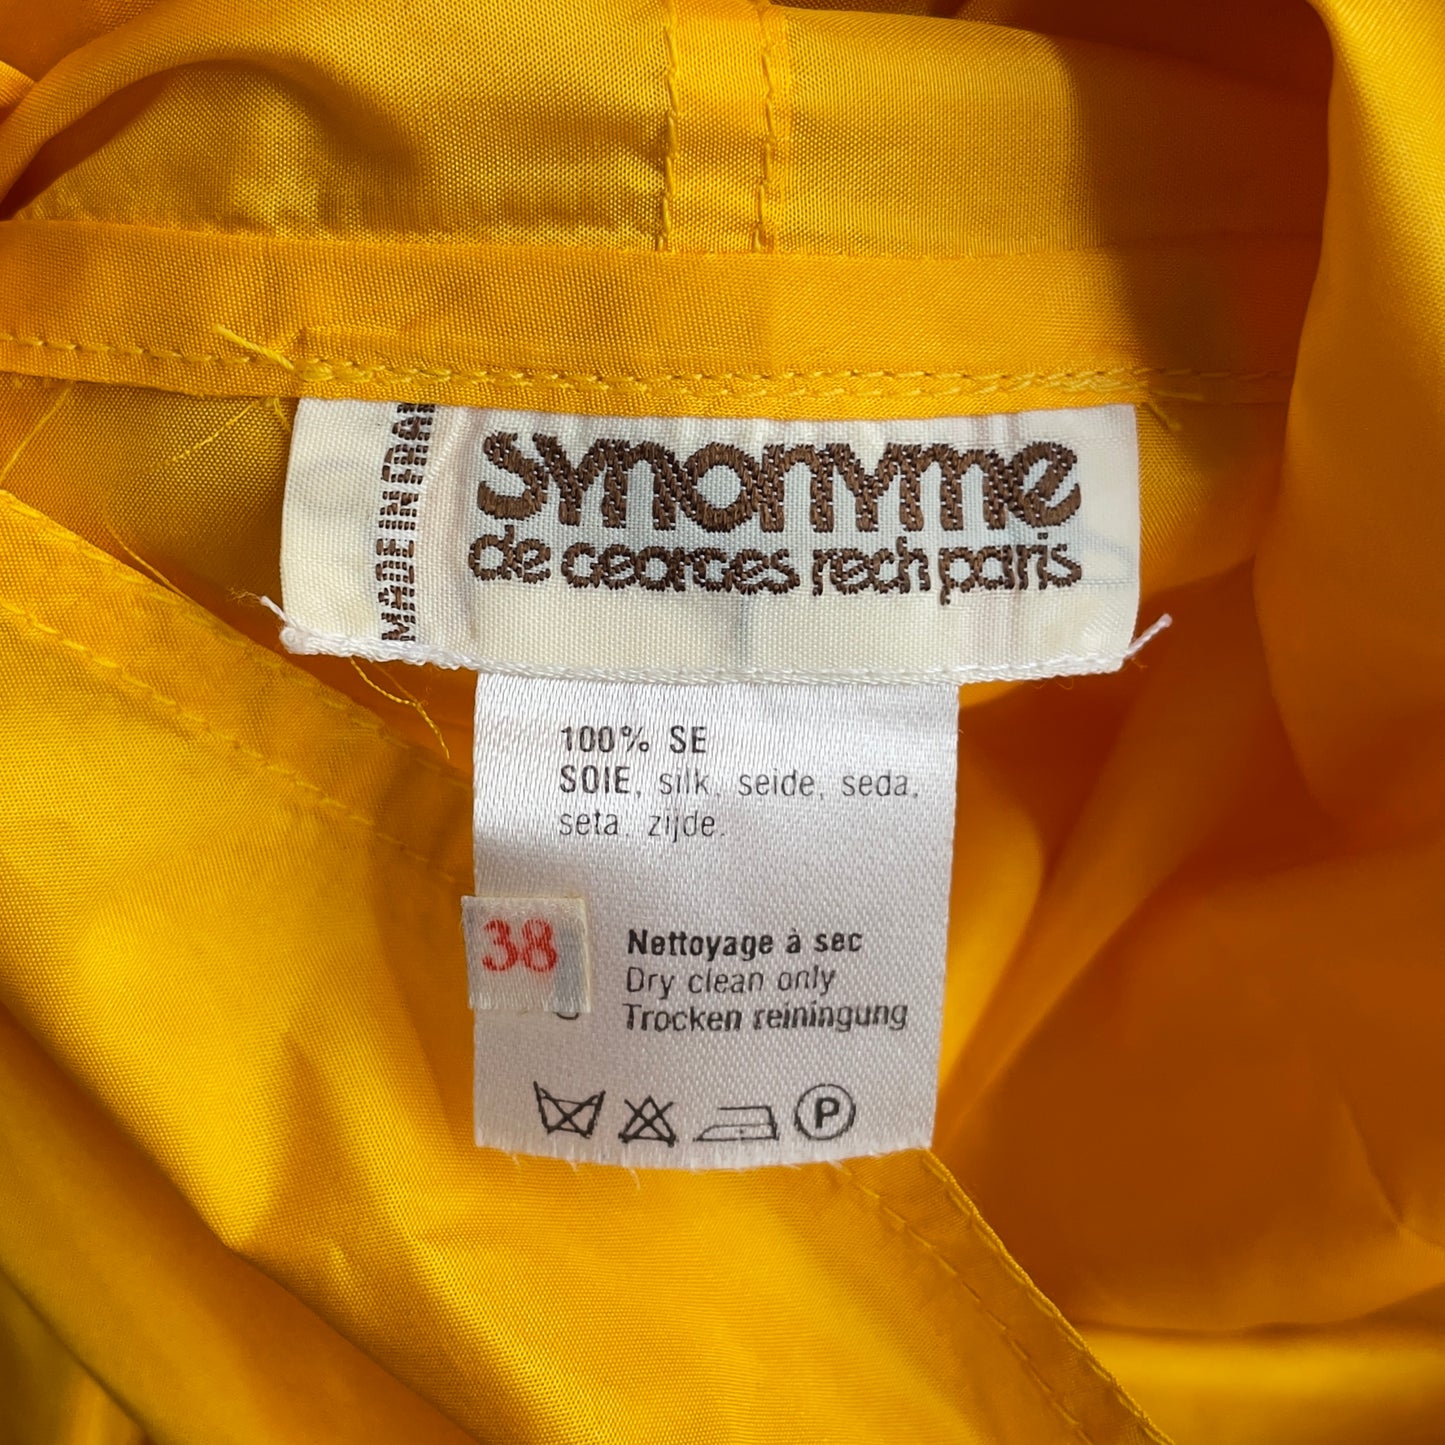 MADE IN FRAN
synonyme
de georges rech paris
100% SE
SOIE, silk, seide, seda,
seta, zijde.
38
Nettoyage à sec
Dry clean only
Trocken reiningung
P